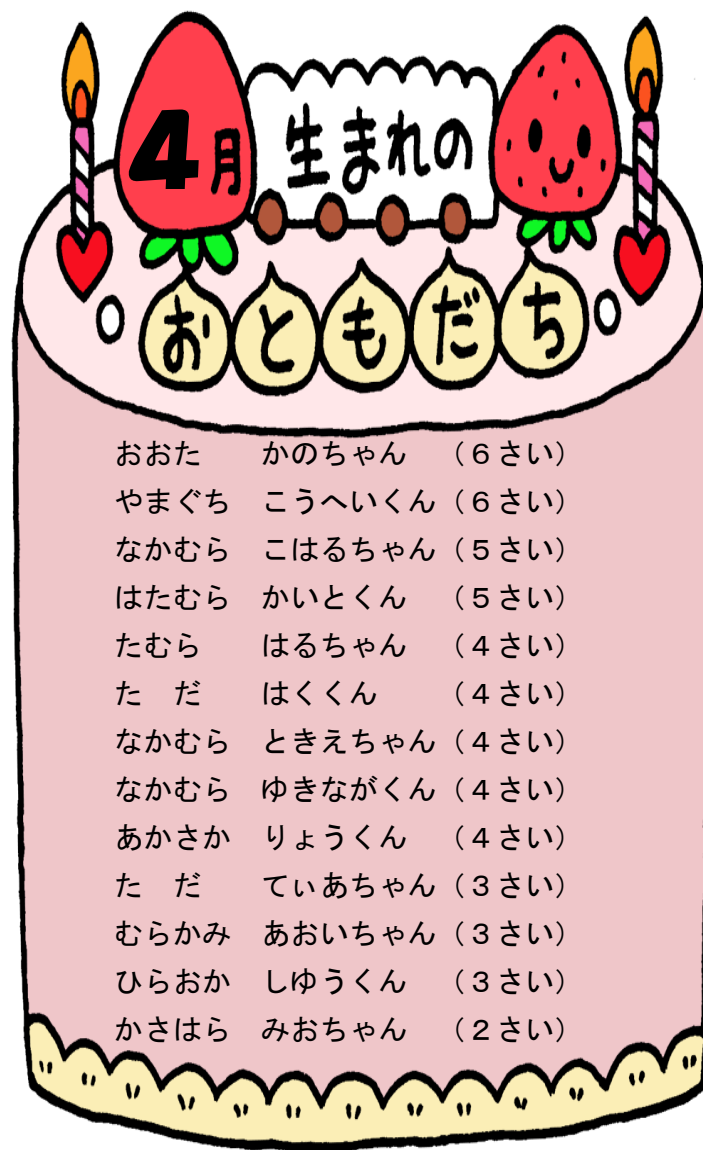 4月 生まれの
おともだち
おおた　　かのちゃん　（６さい）
やまぐち　こうへいくん（６さい）
なかむら　こはるちゃん（５さい）
はたむら　かいとくん　（５さい）
たむら　　はるちゃん　（４さい）
た　だ　　はくくん　　（４さい）
なかむら　ときえちゃん（４さい）
なかむら　ゆきながくん（４さい）
あかさか　りょうくん　（４さい）
た　だ　　てぃあちゃん（３さい）
むらかみ　あおいちゃん（３さい）
ひらおか　しゆうくん　（３さい）
かさはら　みおちゃん　（２さい）